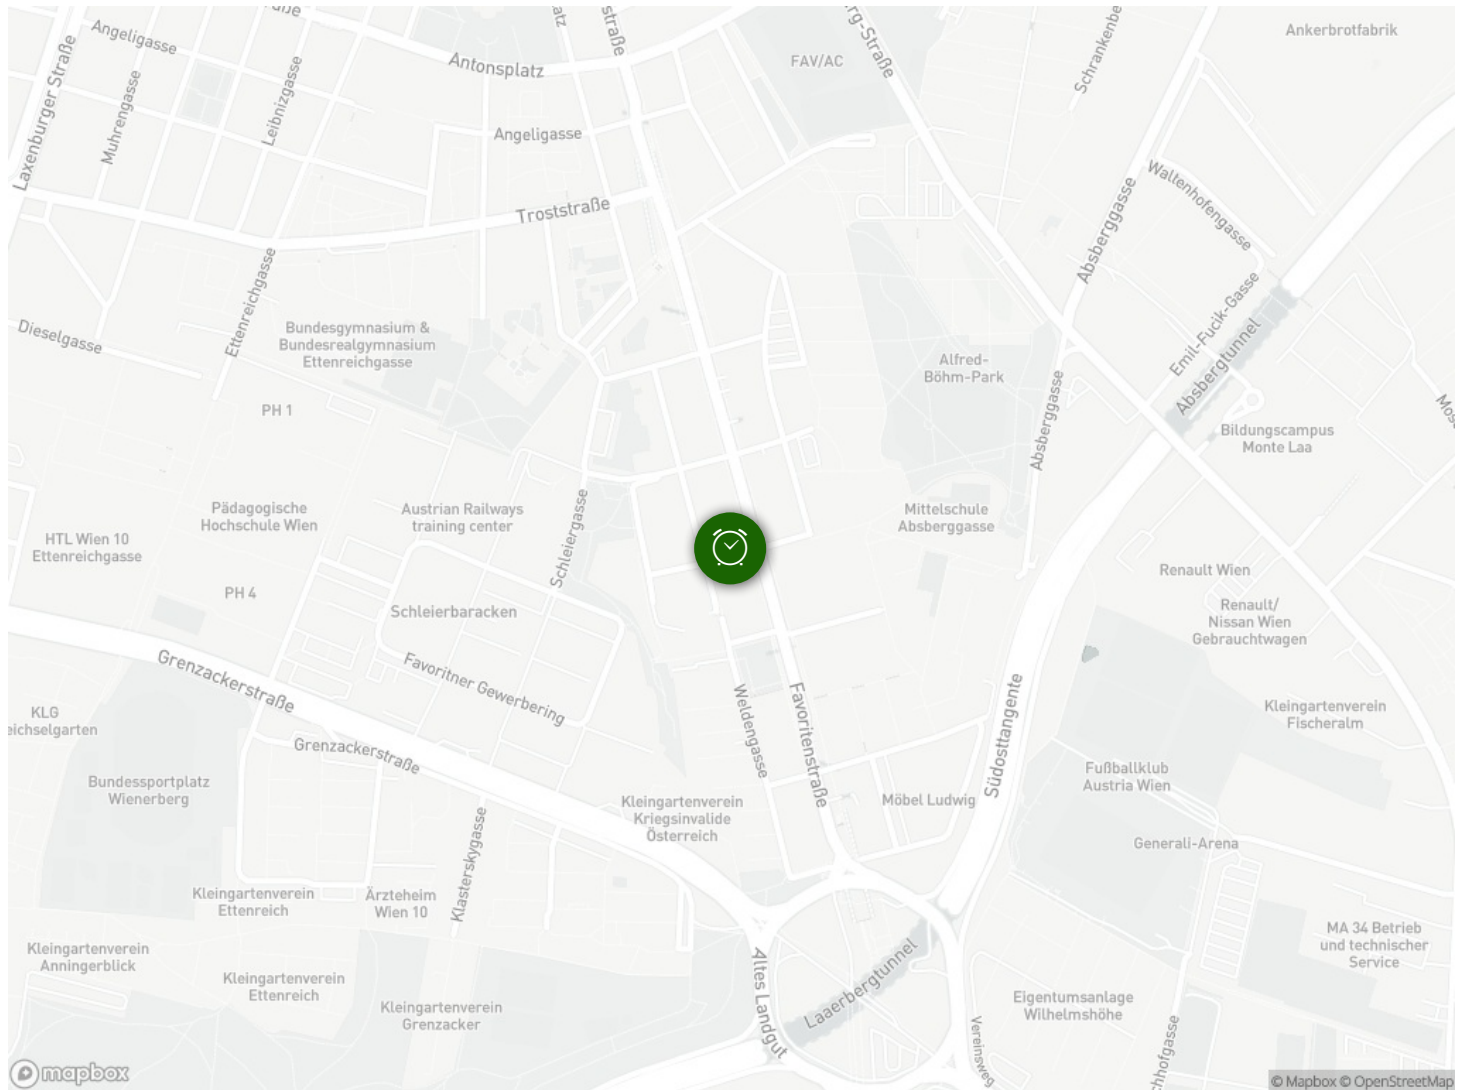 Angeligasse
Antonsplatz
straße
FAV/AC
Ankerbrotfabrik
Laxenburger Straße
Muhrengasse
Leibnizgasse
Angeligasse
Troststraße
Absberggasse
Waltenhofengasse
Dieselgasse
Ettenreichgasse
Bundesgymnasium &
Bundesrealgymnasium
Ettenreichgasse
Alfred-
Böhm-Park
Emil-Fucik-Gasse
Absbergtunnel
PH 1
Absberggasse
Bildungscampus
Monte Laa
Pädagogische
Hochschule Wien
Austrian Railways
training center
Schleiergasse
Mittelschule
Absberggasse
HTL Wien 10
Ettenreichgasse
Renault Wien
PH 4
Schleierbaracken
Renault/
Nissan Wien
Gebrauchtwagen
Grenzackerstraße
Favoritner Gewerbering
KLG
eichselgarten
Weldengasse
Favoritenstraße
Südosttangente
Kleingartenverein
Fischeralm
Grenzackerstraße
Bundessportplatz
Wienerberg
Fußballklub
Austria Wien
Kleingartenverein
Kriegsinvalide
Österreich
Möbel Ludwig
Klasterskygasse
Generali-Arena
Kleingartenverein
Ettenreich
Ärzteheim
Wien 10
Kleingartenverein
Anningerblick
MA 34 Betrieb
und technischer
Service
Kleingartenverein
Ettenreich
Kleingartenverein
Grenzacker
Altes Landgut
Laaerbergtunnel
Eigentumsanlage
Wilhelmshöhe
Vereinsweg
chhofgasse
mapbox
© Mapbox © OpenStreetMap